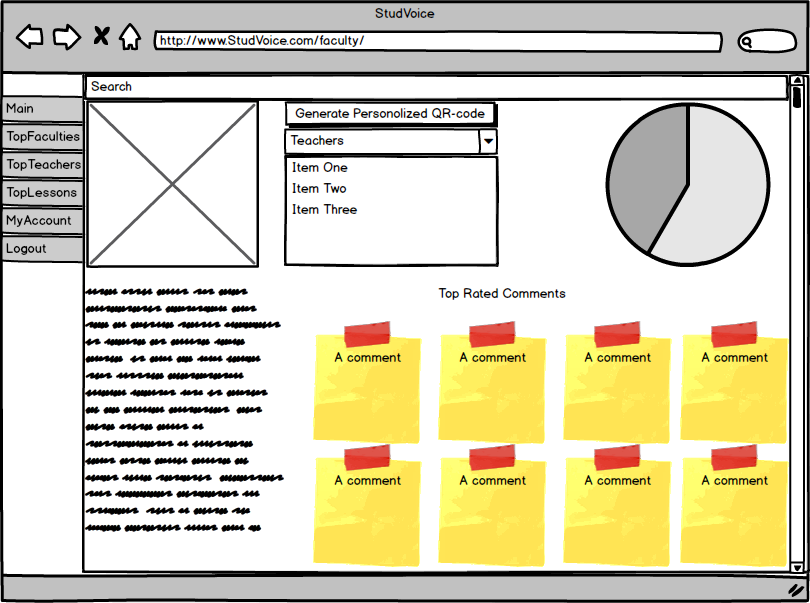 StudVoice
http://www.StudVoice.com/faculty/
Search
Main
TopFaculties
TopTeachers
TopLessons
MyAccount
Logout
Generate Personolized QR-code
Teachers
Item One
Item Two
Item Three
Top Rated Comments
A comment
A comment
A comment
A comment
A comment
A comment
A comment
A comment